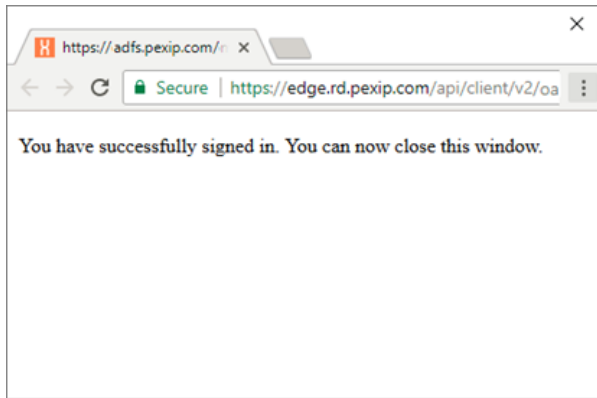 https://adfs.pexip.com/
Secure | https://edge.rd.pexip.com/api/client/v2/oa
You have successfully signed in. You can now close this window.